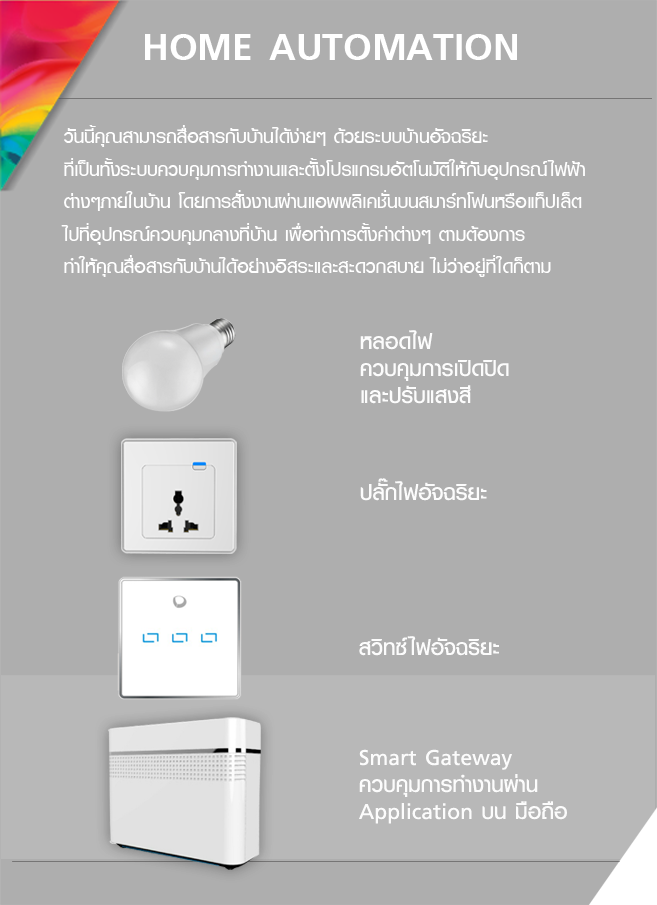 HOME AUTOMATION
วันนี้คุณสามารถสื่อสารกับบ้านได้ง่ายๆ ด้วยระบบบ้านอัจฉริยะ
ที่เป็นทั้งระบบควบคุมการทำงานและตั้งโปรแกรมอัตโนมัติให้กับอุปกรณ์ไฟฟ้า
ต่างๆภายในบ้าน โดยการสั่งงานผ่านแอพพลิเคชั่นบนสมาร์ทโฟนหรือแท็ปเล็ต
ไปที่อุปกรณ์ควบคุมกลางที่บ้าน เพื่อทำการตั้งค่าต่างๆ ตามต้องการ
ทำให้คุณสื่อสารกับบ้านได้อย่างอิสระและสะดวกสบาย ไม่ว่าอยู่ที่ใดก็ตาม
หลอดไฟ
ควบคุมการเปิดปิด
และปรับแสงสี
ปลั๊กไฟอัจฉริยะ
สวิทช์ไฟอัจฉริยะ
Smart Gateway
ควบคุมการทำงานผ่าน
Application บน มือถือ